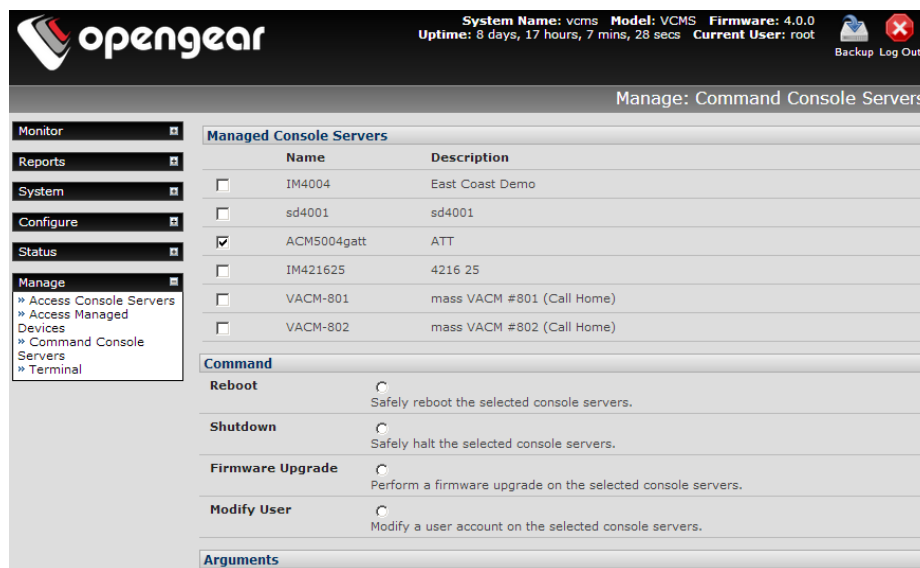 opengear
System Name: vcms Model: VCMS Firmware: 4.0.0
Uptime: 8 days, 17 hours, 7 mins, 28 secs Current User: root
Backup Log Out
Manage: Command Console Servers
Monitor
Reports
System
Configure
Status
Manage
» Access Console Servers
» Access Managed
Devices
» Command Console
Servers
» Terminal
Managed Console Servers
Name Description
IM4004 East Coast Demo
sd4001 sd4001
ACM5004gatt ATT
IM421625 4216 25
VACM-801 mass VACM #801 (Call Home)
VACM-802 mass VACM #802 (Call Home)
Command
Reboot
Safely reboot the selected console servers.
Shutdown
Safely halt the selected console servers.
Firmware Upgrade
Perform a firmware upgrade on the selected console servers.
Modify User
Modify a user account on the selected console servers.
Arguments